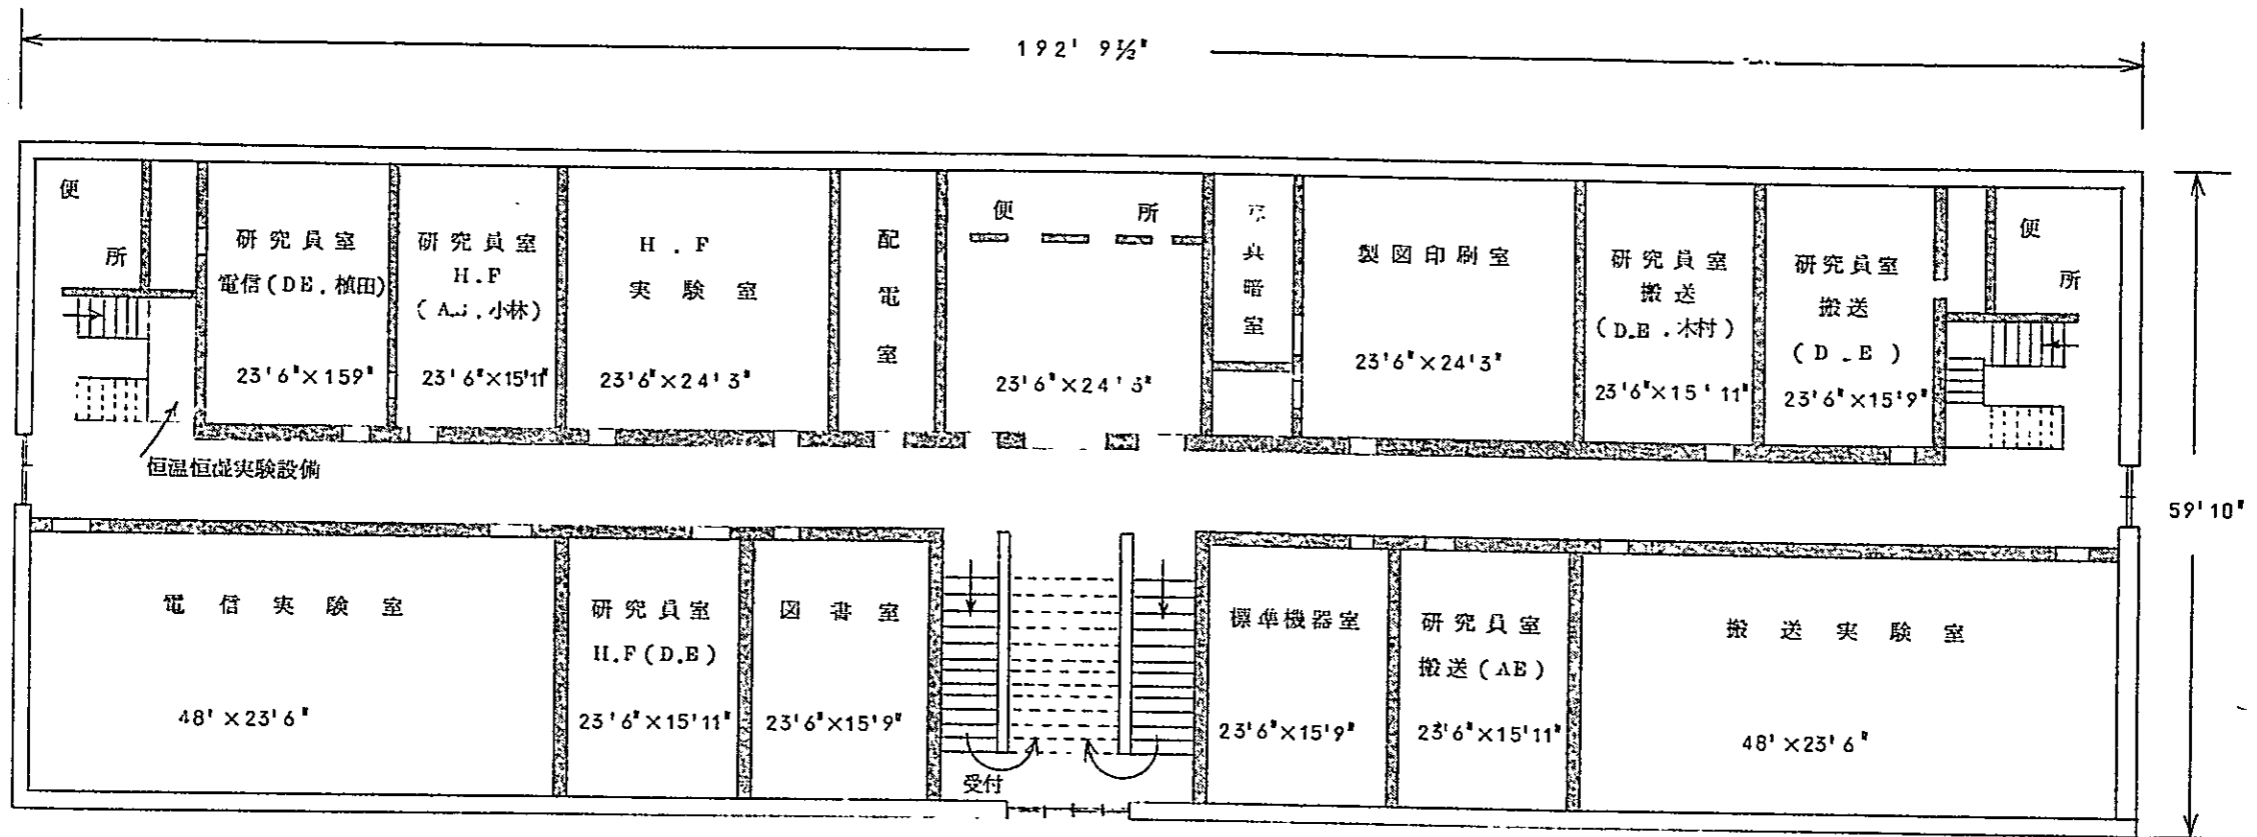 192' 9½"
便
所
研究員室
電信(DE.植田)
23'6"×159"
研究員室
H.F
小林)
23'6"×15'11"
H.F
実験室
23'6"×24'3"
配
電
室
便 所
23'6"×24'3"
真
暗
室
製図印刷室
23'6"×24'3"
研究員室
搬送
(D.E.木村)
23'6"×15'11"
研究員室
搬送
(D.E)
23'6"×15'9"
便
所
恒温恒湿実験設備
59'10"
電信実験室
48'×23'6"
研究員室
H.F(D.E)
23'6"×15'11"
図書室
23'6"×15'9"
受付
標準機器室
23'6"×15'9"
研究員室
搬送(AE)
23'6"×15'11"
搬送実験室
48'×23'6"